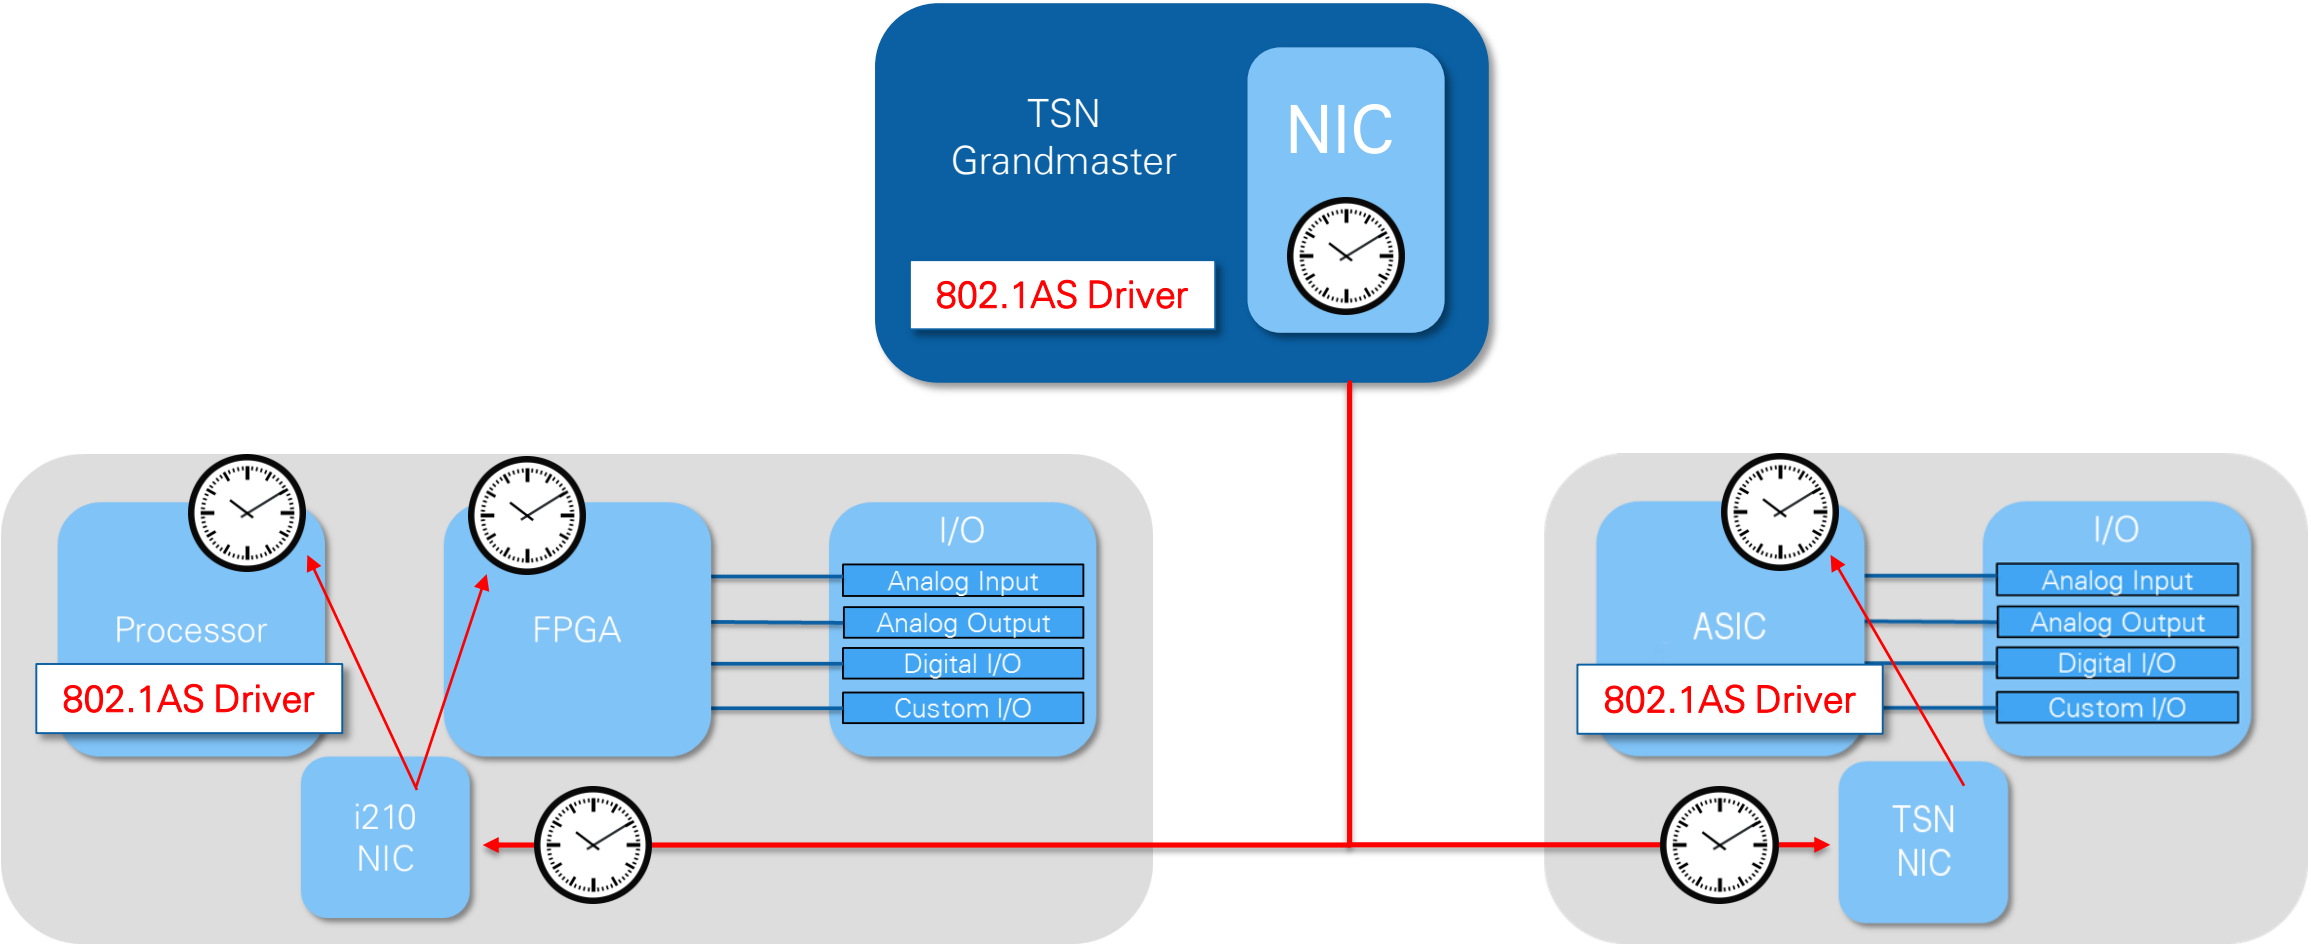 TSN
Grandmaster
NIC
802.1AS Driver
Processor
802.1AS Driver
FPGA
I/O
Analog Input
Analog Output
Digital I/O
Custom I/O
i210
NIC
ASIC
802.1AS Driver
I/O
Analog Input
Analog Output
Digital I/O
Custom I/O
TSN
NIC